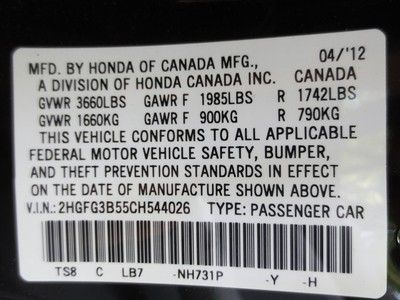 04/'12
MFD. BY HONDA OF CANADA MFG.,
A DIVISION OF HONDA CANADA INC. CANADA
GVWR 3660LBS GAWR F 1985LBS R 1742LBS
GVWR 1660KG GAWR F 900KG R 790KG
THIS VEHICLE CONFORMS TO ALL APPLICABLE
FEDERAL MOTOR VEHICLE SAFETY, BUMPER,
AND THEFT PREVENTION STANDARDS IN EFFECT
ON THE DATE OF MANUFACTURE SHOWN ABOVE.
V.I.N.: 2HGFG3B55CH544026 TYPE: PASSENGER CAR
TS8 C LB7 -NH731P -Y -H